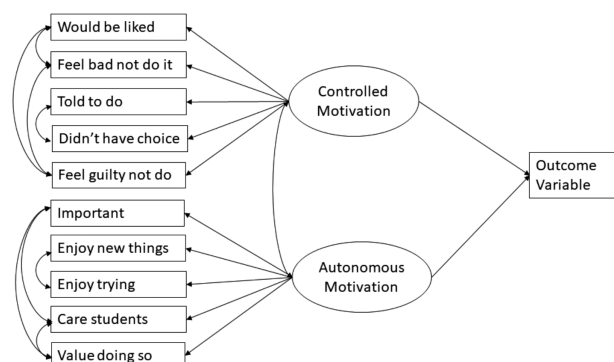 Would be liked
Feel bad not do it
Told to do
Didn't have choice
Feel guilty not do
Important
Enjoy new things
Enjoy trying
Care students
Value doing so
Controlled
Motivation
Autonomous
Motivation
Outcome
Variable